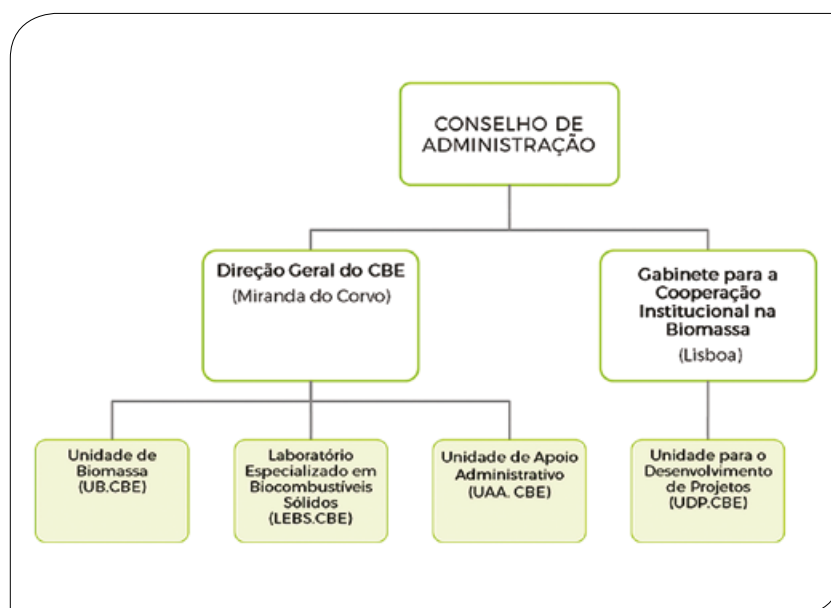 CONSELHO DE
ADMINISTRAÇÃO
Direção Geral do CBE
(Miranda do Corvo)
Gabinete para a
Cooperação
Institucional na
Biomassa
(Lisboa)
Unidade de
Biomassa
(UB.CBE)
Laboratório
Especializado em
Biocombustíveis
Sólidos
(LEBS.CBE)
Unidade de Apoio
Administrativo
(UAA. CBE)
Unidade para o
Desenvolvimento
de Projetos
(UDP.CBE)